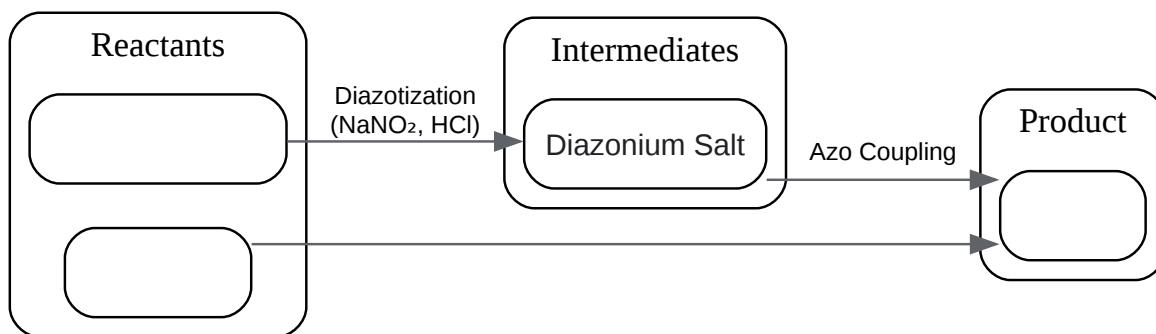 Reactants
Intermediates
Diazotization
(NaNO₂, HCl)
Diazonium Salt
Azo Coupling
Product